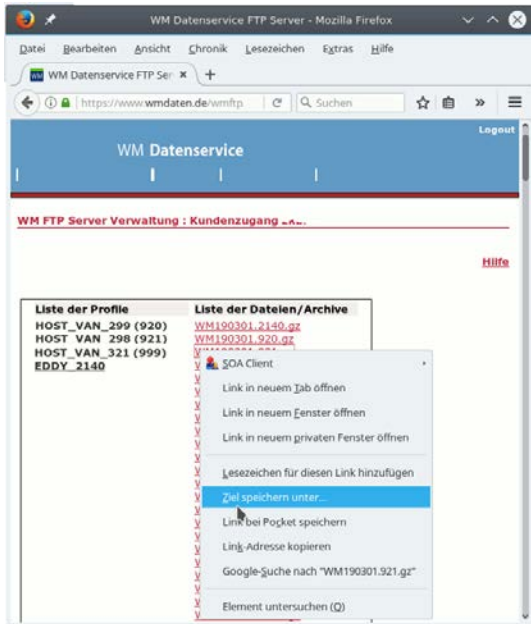 WM Datenservice FTP Server - Mozilla Firefox
Datei Bearbeiten Ansicht Chronik Lesezeichen Extras Hilfe
WM Datenservice FTP Ser
https://www.wmdaten.de/wmftp Suchen
Logout
WM Datenservice
WM FTP Server Verwaltung : Kundenzugang
Hilfe
Liste der Profile Liste der Dateien/Archive
HOST_VAN_299 (920) WM190301.2140.gz
HOST VAN 298 (921) WM190301.920.gz
HOST_VAN_321 (999)
EDDY_2140
SOA Client
Link in neuem Tab öffnen
Link in neuem Fenster öffnen
Link in neuem privaten Fenster öffnen
Lesezeichen für diesen Link hinzufügen
Ziel speichern unter...
Link bei Pocket speichern
Link-Adresse kopieren
Google-Suche nach "WM190301.921.gz"
Element untersuchen (Q)